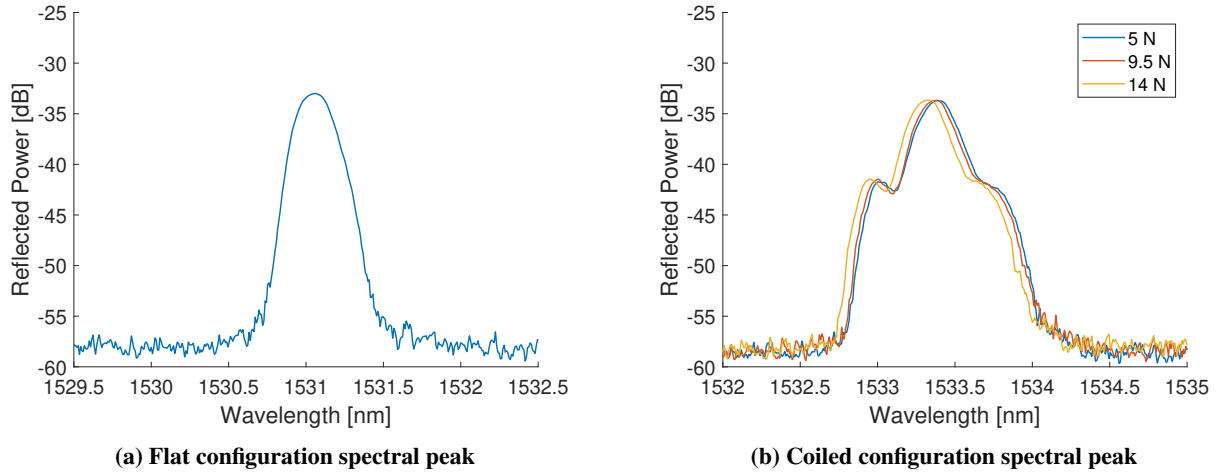 -25
-30
-35
-40
-45
-50
-55
-60
Reflected Power [dB]
1529.5 1530 1530.5 1531 1531.5 1532 1532.5
Wavelength [nm]
(a) Flat configuration spectral peak
-25
-30
-35
-40
-45
-50
-55
-60
Reflected Power [dB]
5 N
9.5 N
14 N
1532 1532.5 1533 1533.5 1534 1534.5 1535
Wavelength [nm]
(b) Coiled configuration spectral peak